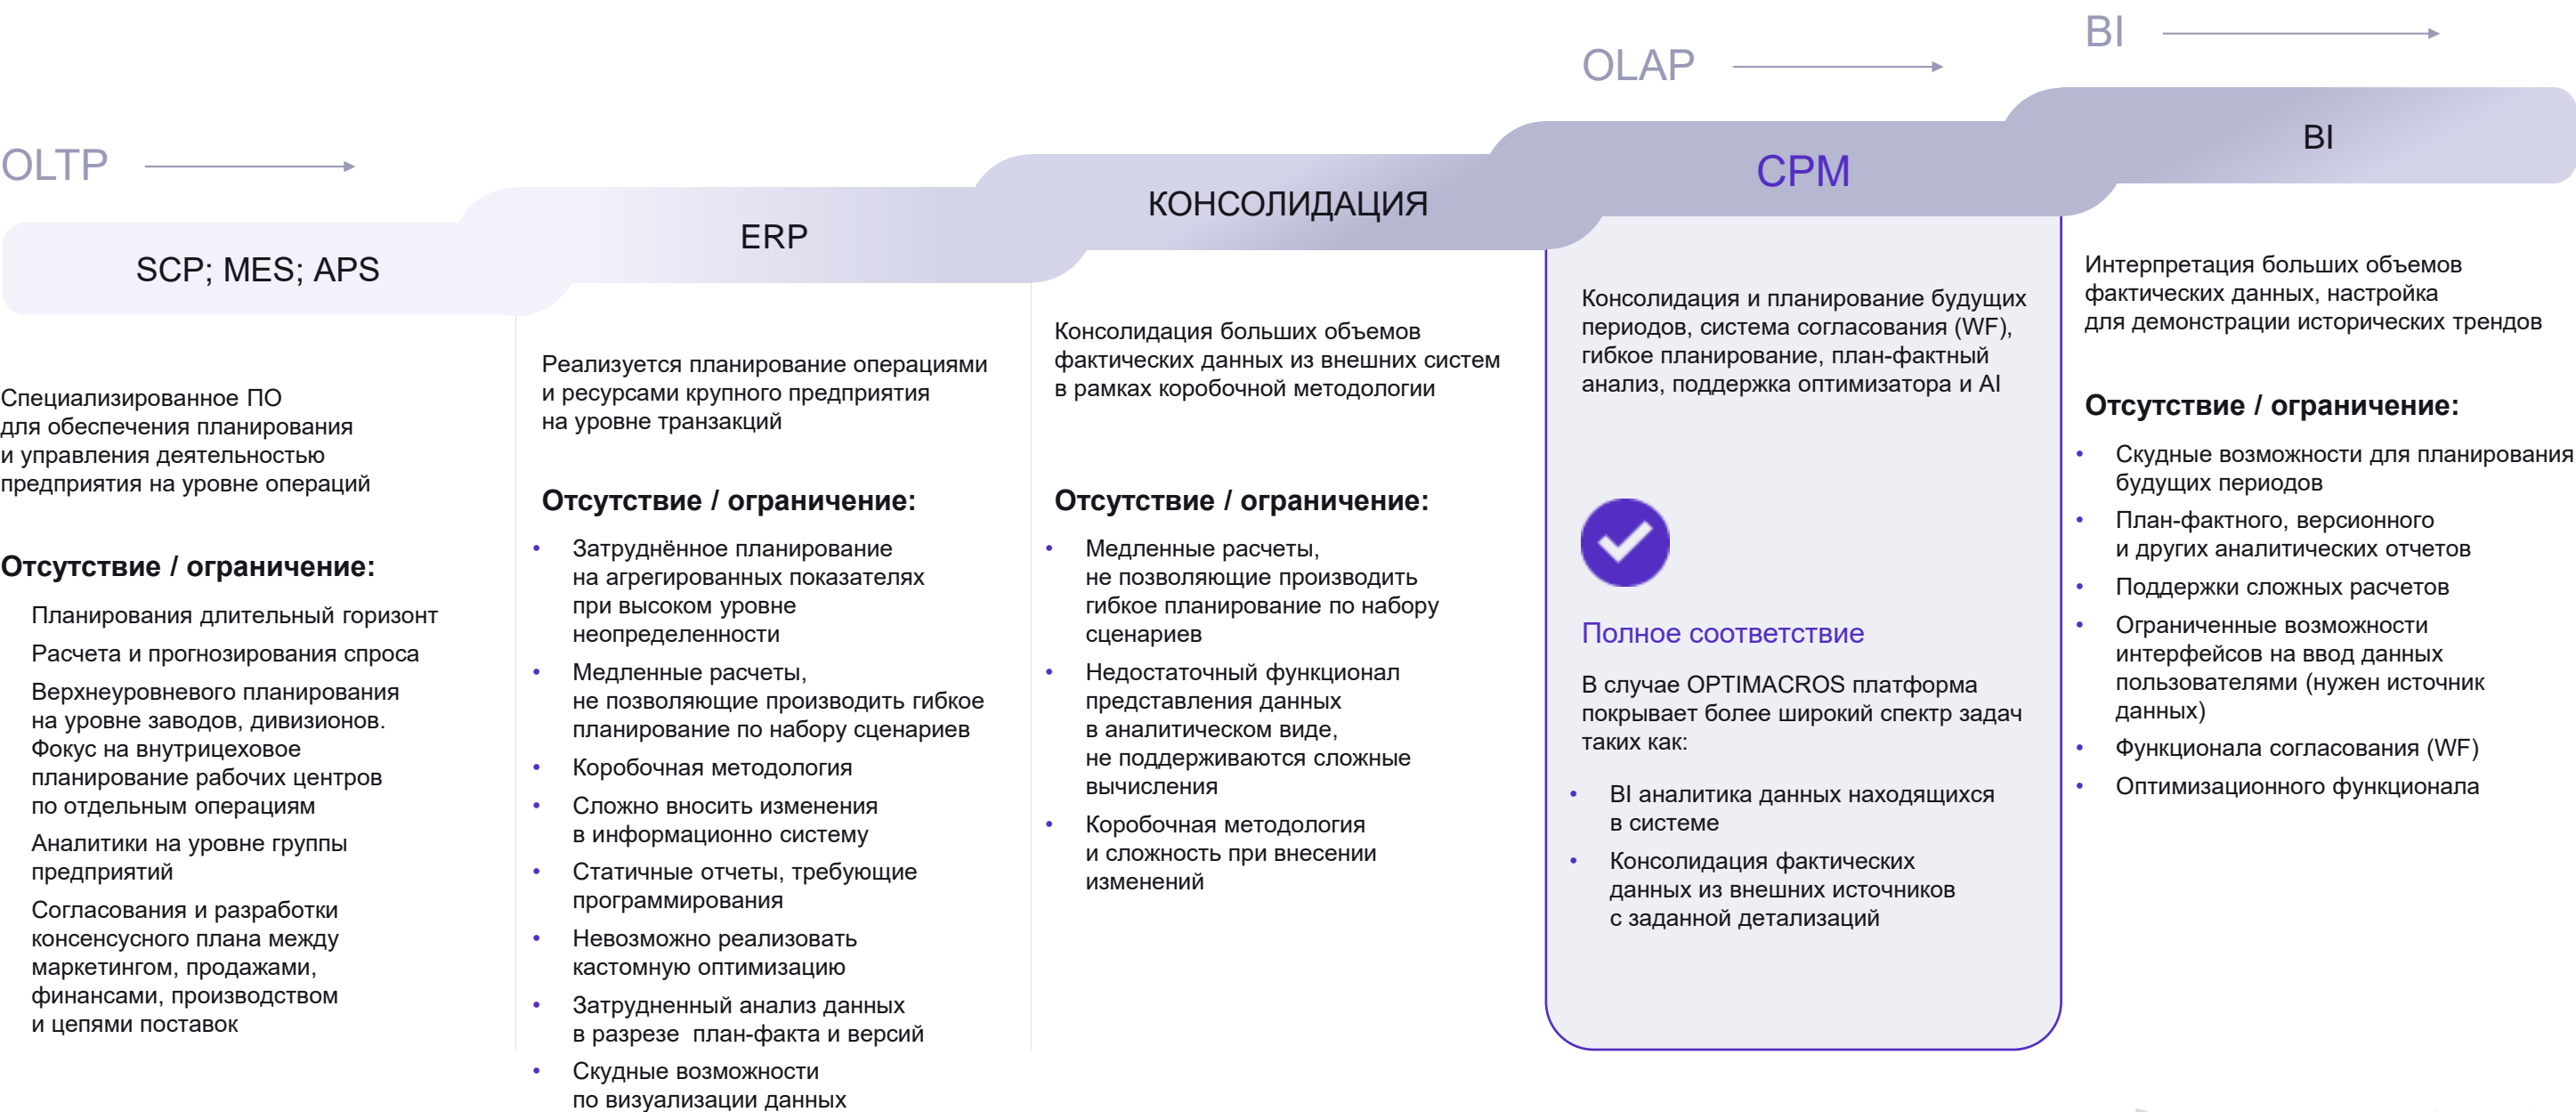 OLTP
SCP; MES; APS
Специализированное ПО
для обеспечения планирования
и управления деятельностью
предприятия на уровне операций
Отсутствие / ограничение:
Планирования длительный горизонт
Расчета и прогнозирования спроса
Верхнеуровневого планирования
на уровне заводов, дивизионов.
Фокус на внутрицеховое
планирование рабочих центров
по отдельным операциям
Аналитики на уровне группы
предприятий
Согласования и разработки
консенсусного плана между
маркетингом, продажами,
финансами, производством
и цепями поставок
ERP
Реализуется планирование операциями
и ресурсами крупного предприятия
на уровне транзакций
Отсутствие / ограничение:
• Затруднённое планирование
на агрегированных показателях
при высоком уровне
неопределенности
• Медленные расчеты,
не позволяющие производить гибкое
планирование по набору сценариев
• Коробочная методология
• Сложно вносить изменения
в информационно систему
• Статичные отчеты, требующие
программирования
• Невозможно реализовать
кастомную оптимизацию
• Затрудненный анализ данных
в разрезе  план-факта и версий
• Скудные возможности
по визуализации данных
КОНСОЛИДАЦИЯ
Консолидация больших объемов
фактических данных из внешних систем
в рамках коробочной методологии
Отсутствие / ограничение:
• Медленные расчеты,
не позволяющие производить
гибкое планирование по набору
сценариев
• Недостаточный функционал
представления данных
в аналитическом виде,
не поддерживаются сложные
вычисления
• Коробочная методология
и сложность при внесении
изменений
OLAP
CPM
Консолидация и планирование будущих
периодов, система согласования (WF),
гибкое планирование, план-фактный
анализ, поддержка оптимизатора и AI
Полное соответствие
В случае OPTIMACROS платформа
покрывает более широкий спектр задач
таких как:
• BI аналитика данных находящихся
в системе
• Консолидация фактических
данных из внешних источников
с заданной детализаций
BI
BI
Интерпретация больших объемов
фактических данных, настройка
для демонстрации исторических трендов
Отсутствие / ограничение:
• Скудные возможности для планирования
будущих периодов
• План-фактного, версионного
и других аналитических отчетов
• Поддержки сложных расчетов
• Ограниченные возможности
интерфейсов на ввод данных
пользователями (нужен источник
данных)
• Функционала согласования (WF)
• Оптимизационного функционала